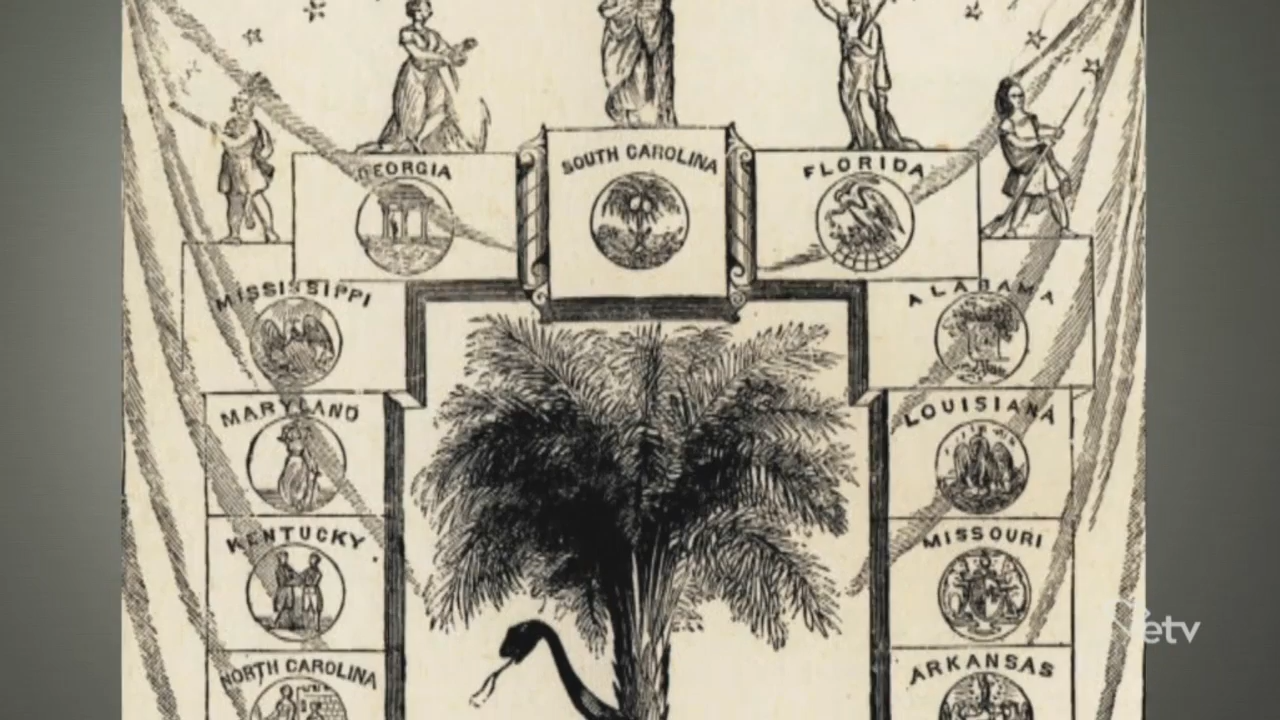 GEORGIA
SOUTH CAROLINA
FLORIDA
MISSISSIPPI
ALABAMA
MARYLAND
LOUISIANA
KENTUCKY
MISSOURI
NORTH CAROLINA
ARKANSAS
etv